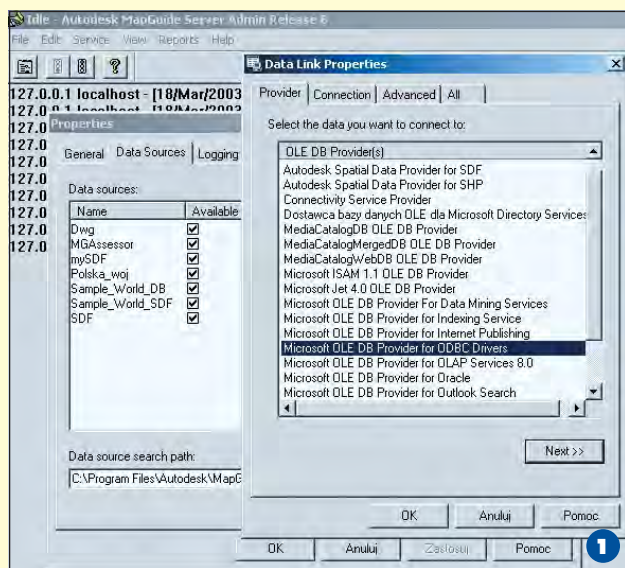 Idle - Autodesk MapGuide Server Admin Release 6
File Edit Service View Reports Help
127.0.0.1 localhost - [18/Mar/2003
127.0.0.1 localhost - [18/Mar/2003
127.0
127.0
127.0
127.0
127.0
127.0
127.0
Properties
General Data Sources Logging
Data sources:
Name Available
Dwg
MGAssessor
mySDF
Polska_woj
Sample_World_DB
Sample_World_SDF
SDF
Data source search path:
C:\Program Files\Autodesk\MapG
OK Anuluj Zastosuj Pomoc
Data Link Properties
Provider Connection Advanced All
Select the data you want to connect to:
OLE DB Provider(s)
Autodesk Spatial Data Provider for SDF
Autodesk Spatial Data Provider for SHP
Connectivity Service Provider
Dostawca bazy danych OLE dla Microsoft Directory Services
MediaCatalogDB OLE DB Provider
MediaCatalogMergedDB OLE DB Provider
MediaCatalogWebDB OLE DB Provider
Microsoft ISAM 1.1 OLE DB Provider
Microsoft Jet 4.0 OLE DB Provider
Microsoft OLE DB Provider For Data Mining Services
Microsoft OLE DB Provider for Indexing Service
Microsoft OLE DB Provider for Internet Publishing
Microsoft OLE DB Provider for ODBC Drivers
Microsoft OLE DB Provider for OLAP Services 8.0
Microsoft OLE DB Provider for Oracle
Microsoft OLE DB Provider for Outlook Search
Next >>
OK Anuluj Pomoc
1